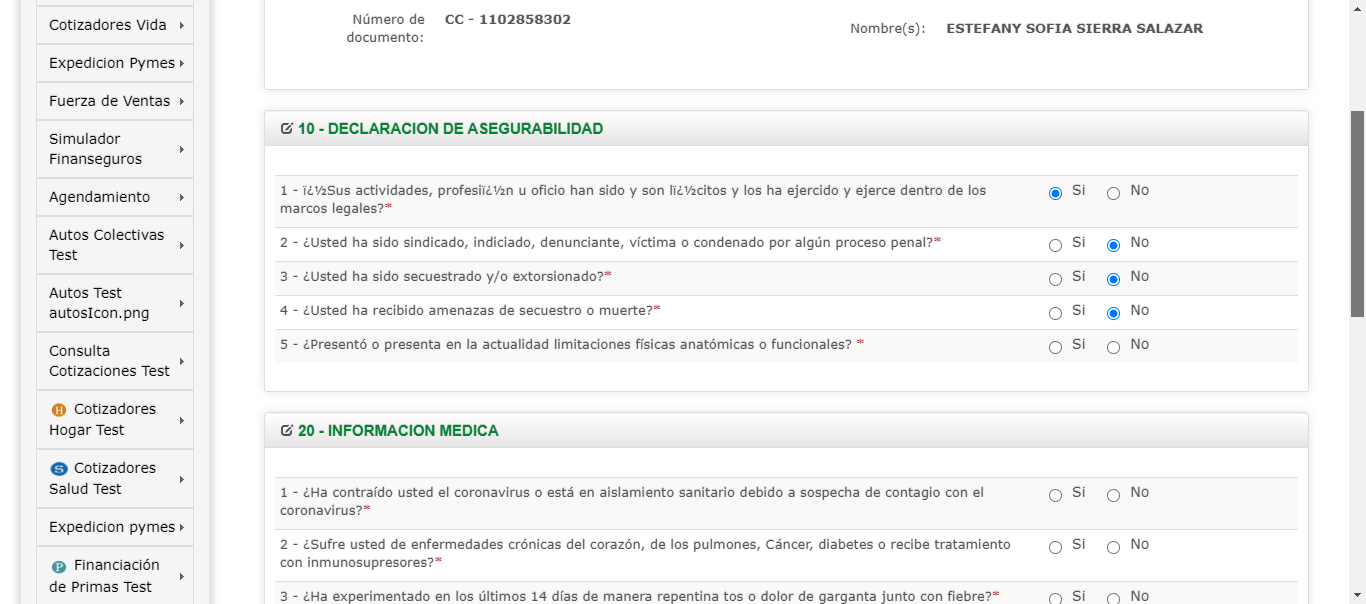 Cotizadores Vida
Expedicion Pymes
Fuerza de Ventas
Simulador
Finanseguros
Agendamiento
Autos Colectivas
Test
Autos Test
autosIcon.png
Consulta
Cotizaciones Test
H Cotizadores
Hogar Test
S Cotizadores
Salud Test
Expedicion pymes
P Financiación
de Primas Test
Número de documento: CC - 1102858302
Nombre(s): ESTEFANY SOFIA SIERRA SALAZAR
10 - DECLARACION DE ASEGURABILIDAD
1 - ï¿½Sus actividades, profesiï¿½n u oficio han sido y son lï¿½citos y los ha ejercido y ejerce dentro de los
marcos legales?* Si No
2 - ¿Usted ha sido sindicado, indiciado, denunciante, víctima o condenado por algún proceso penal?* Si No
3 - ¿Usted ha sido secuestrado y/o extorsionado?* Si No
4 - ¿Usted ha recibido amenazas de secuestro o muerte?* Si No
5 - ¿Presentó o presenta en la actualidad limitaciones físicas anatómicas o funcionales? * Si No
20 - INFORMACION MEDICA
1 - ¿Ha contraído usted el coronavirus o está en aislamiento sanitario debido a sospecha de contagio con el
coronavirus?* Si No
2 - ¿Sufre usted de enfermedades crónicas del corazón, de los pulmones, Cáncer, diabetes o recibe tratamiento
con inmunosupresores?* Si No
3 - ¿Ha experimentado en los últimos 14 días de manera repentina tos o dolor de garganta junto con fiebre?* Si No